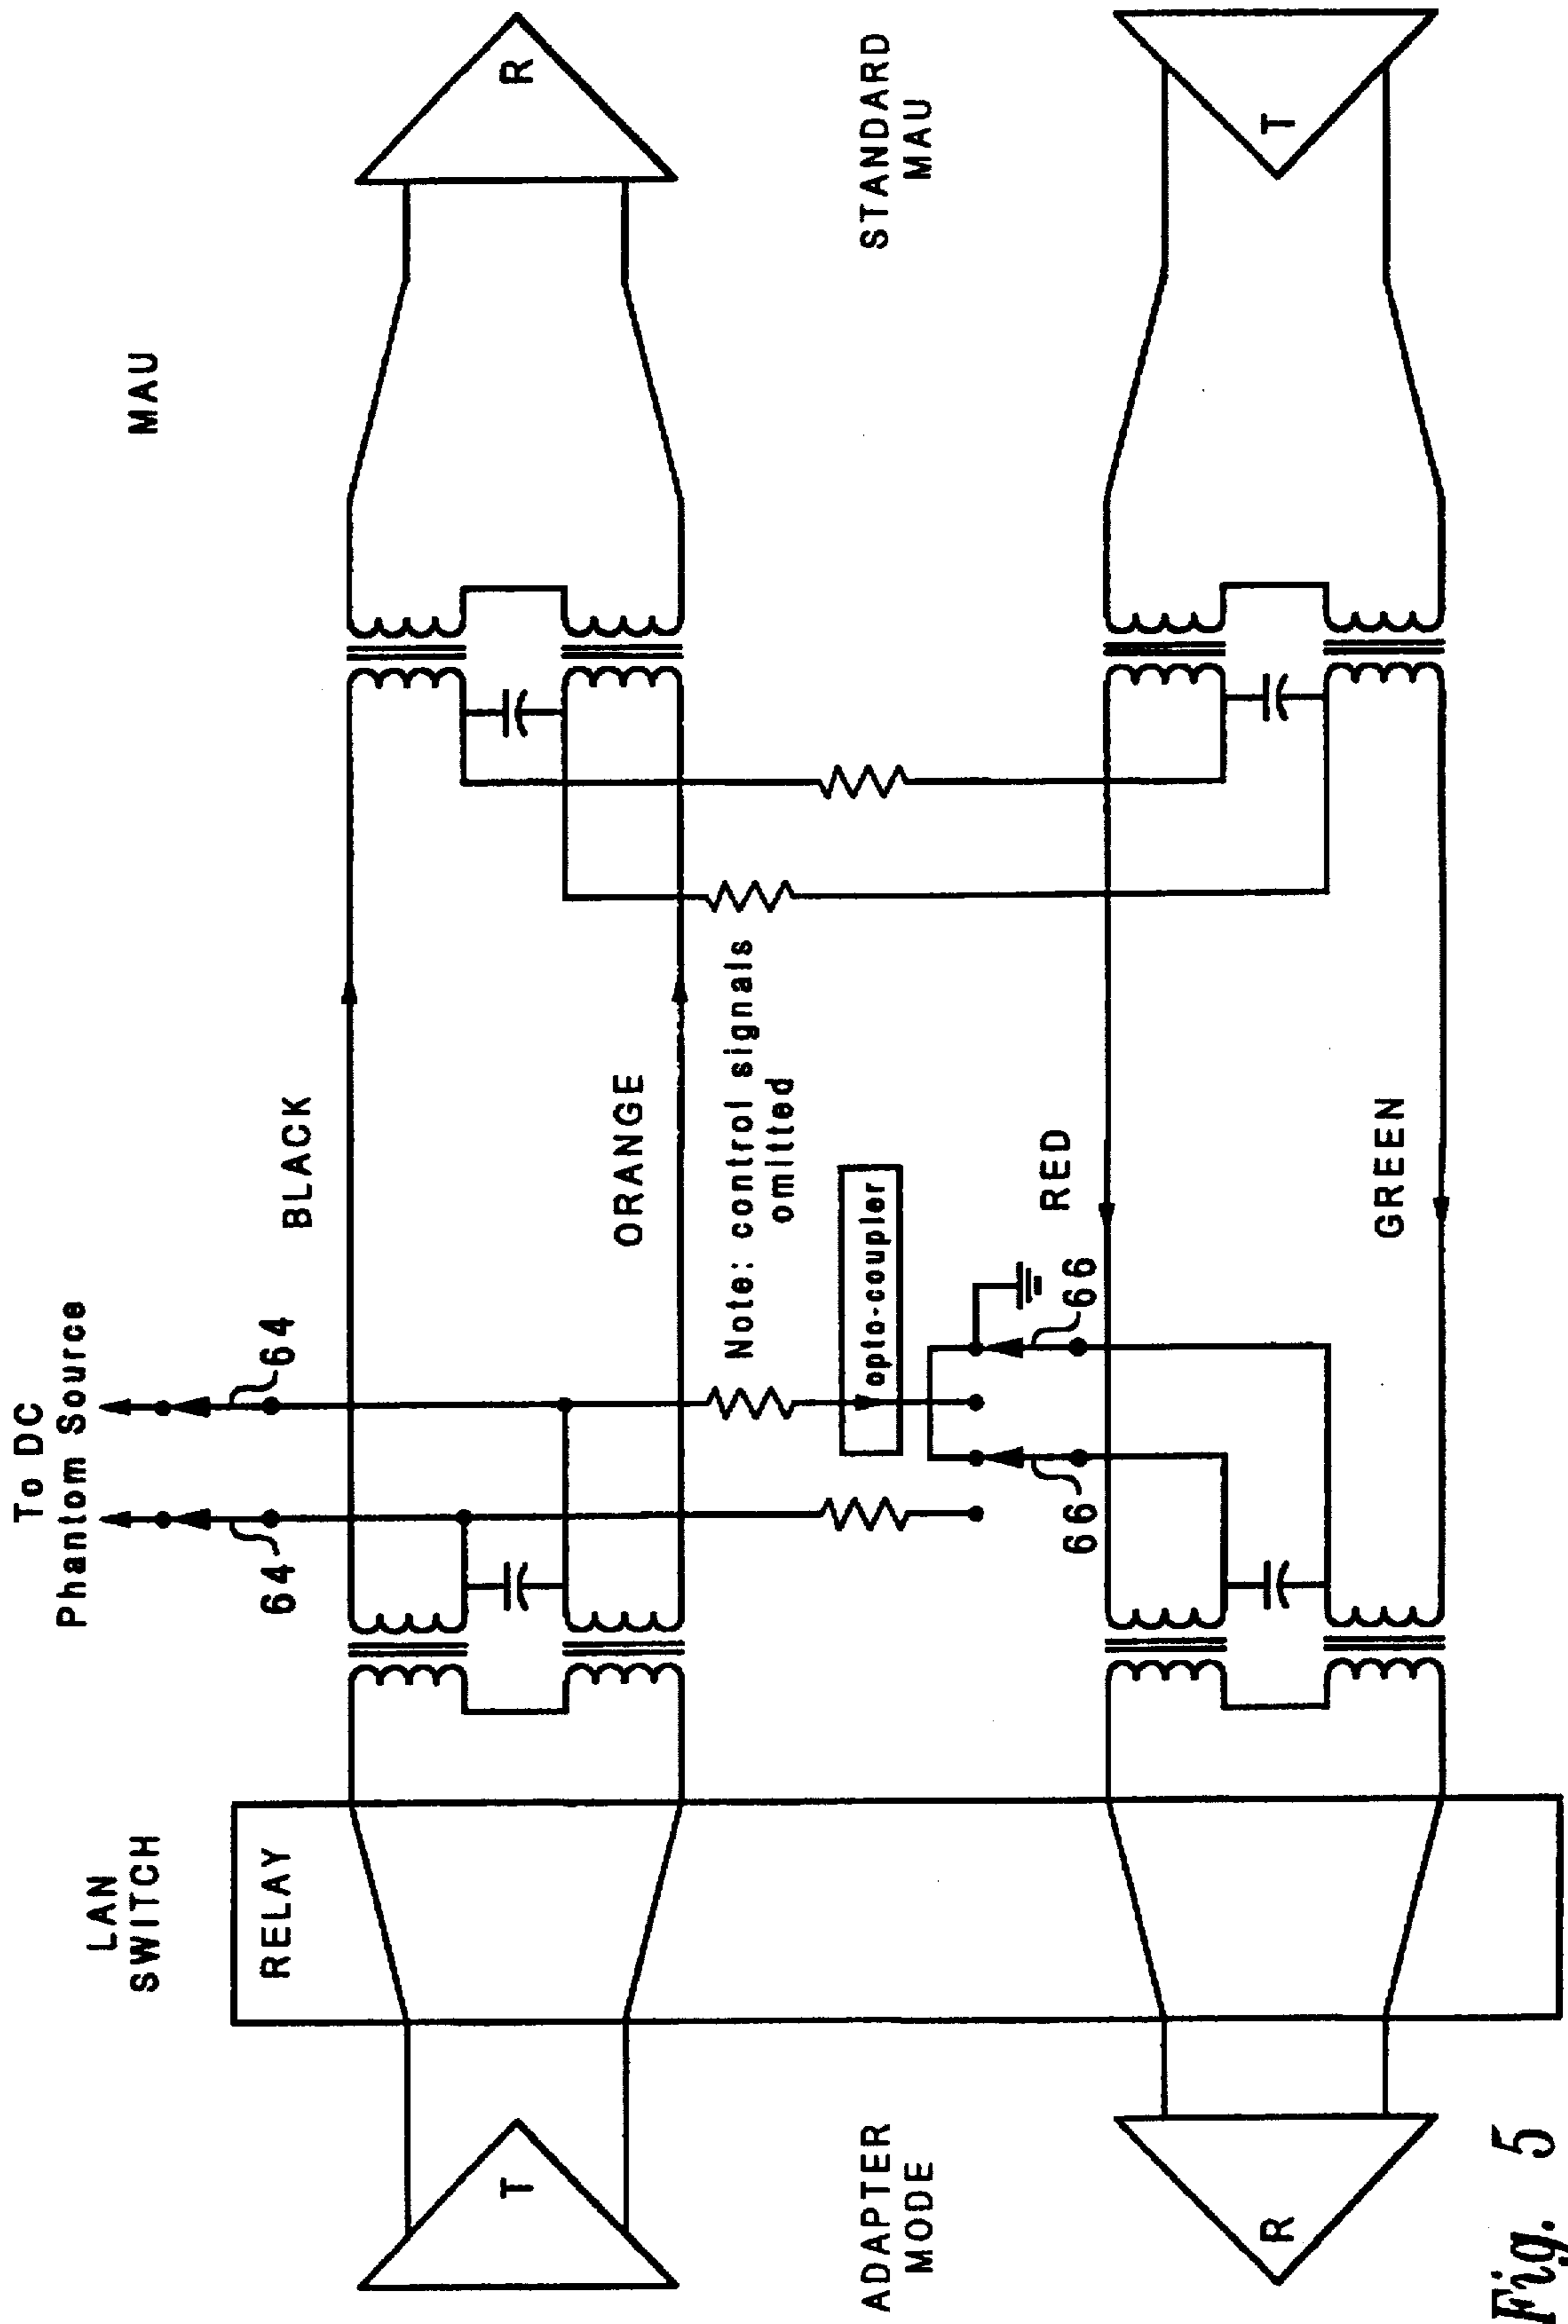 LAN
SWITCH
To DC
Phantom Source
MAU
RELAY
64
64
BLACK
T
R
ORANGE
Note: control signals
omitted
opto-coupler
ADAPTER
MODE
STANDARD
MAU
66
66
RED
R
T
GREEN
Fig. 5